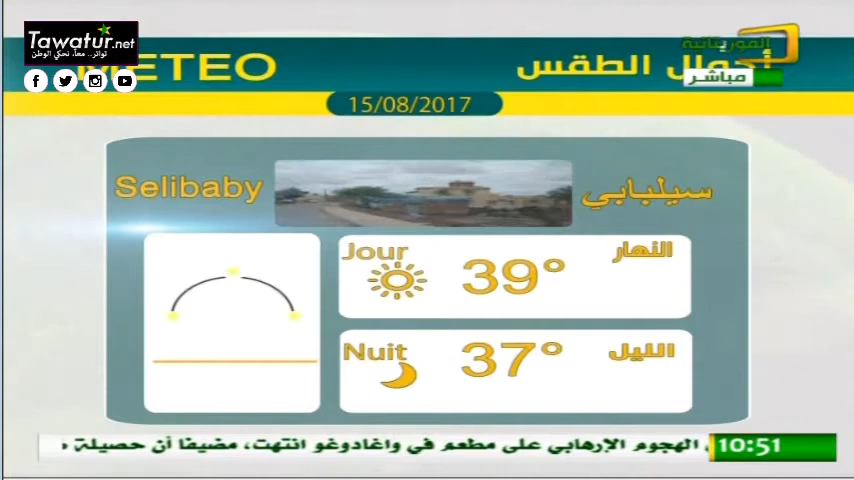 Tawatur.net
تواتر.. معاً، نحكي الوطن
METEO
أحوال الطقس
الموريتانية
مباشر
15/08/2017
Selibaby
سيلبابي
Jour
39°
النهار
Nuit
37°
الليل
الهجوم الإرهابي على مطعم في واغادوغو انتهت، مضيفا أن حصيلة
10:51